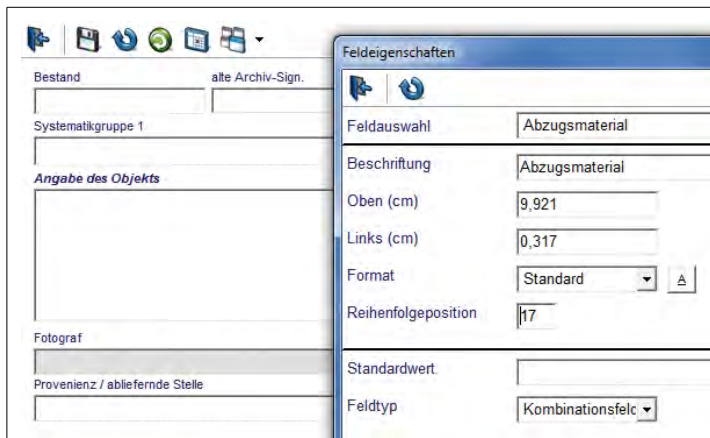 Bestand
alte Archiv-Sign.
Systematikgruppe 1
Angabe des Objekts
Fotograf
Provenienz / abliefernde Stelle
Feldeigenschaften
Feldauswahl Abzugsmaterial
Beschriftung Abzugsmaterial
Oben (cm) 9,921
Links (cm) 0,317
Format Standard A
Reihenfolgeposition 17
Standardwert
Feldtyp Kombinationsfeld